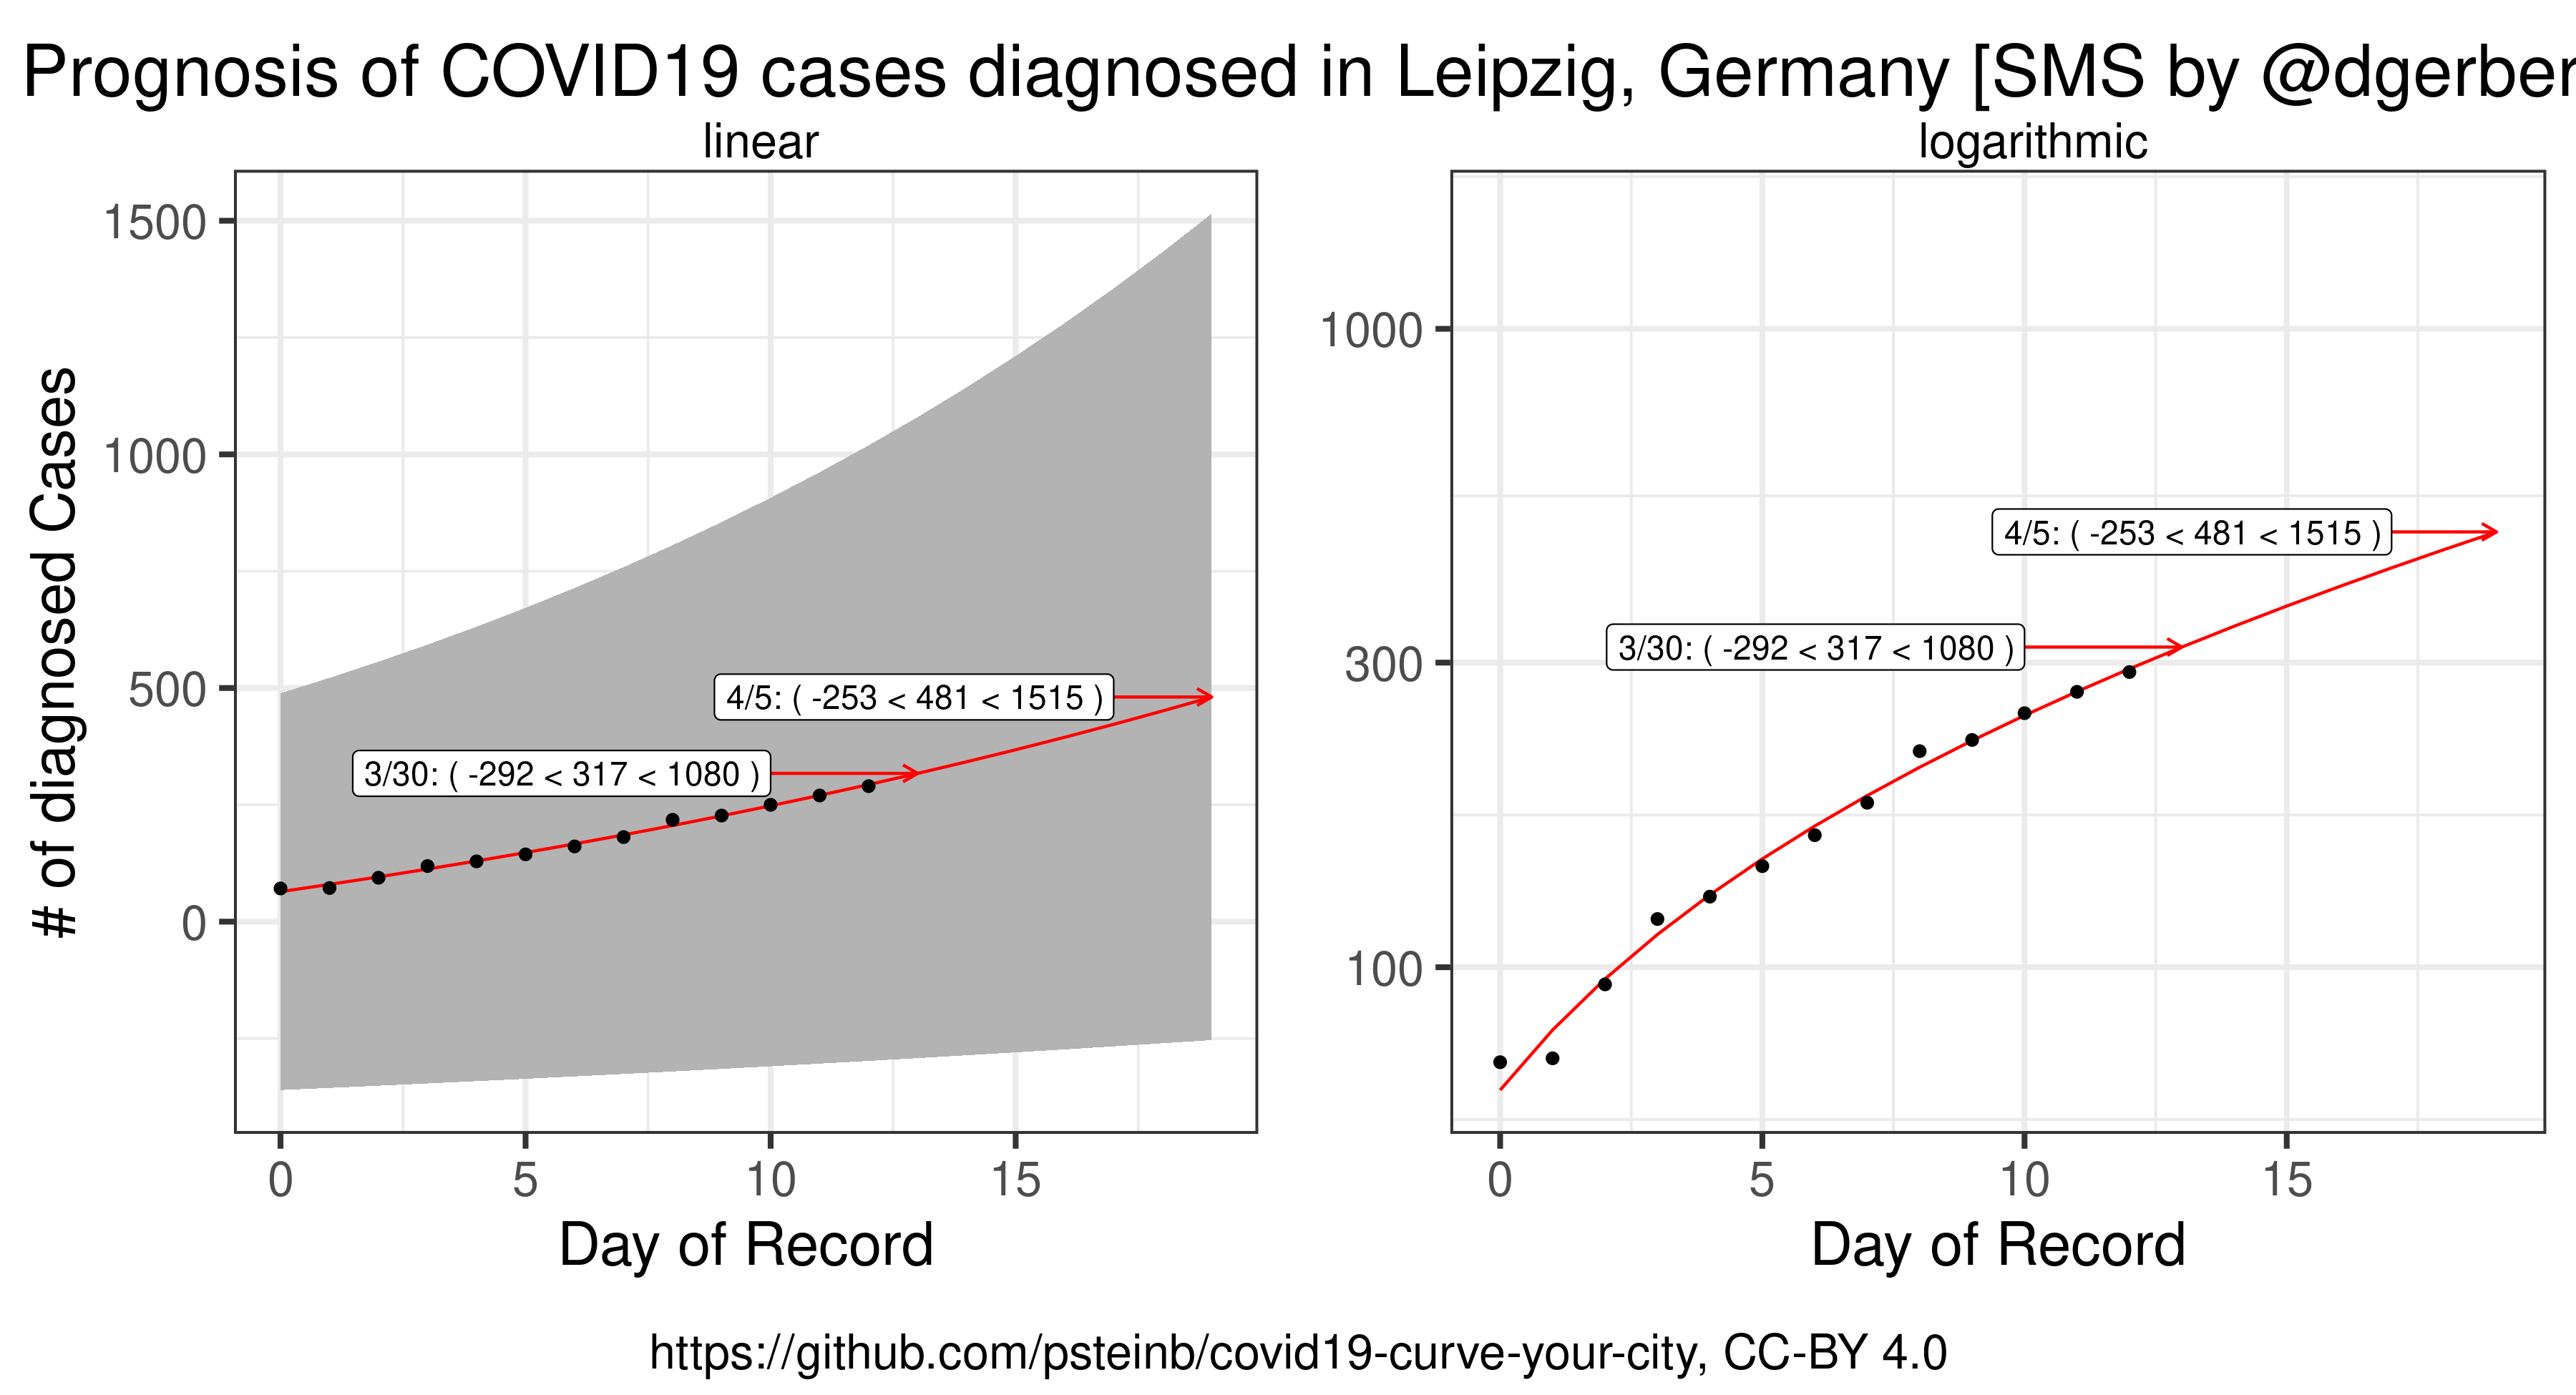 Prognosis of COVID19 cases diagnosed in Leipzig, Germany [SMS by @dgerber
linear
logarithmic
# of diagnosed Cases
1500
1000
500
0
4/5: ( -253 < 481 < 1515 )
3/30: ( -292 < 317 < 1080 )
0 5 10 15
Day of Record
1000
300
100
4/5: ( -253 < 481 < 1515 )
3/30: ( -292 < 317 < 1080 )
0 5 10 15
Day of Record
https://github.com/psteinb/covid19-curve-your-city, CC-BY 4.0